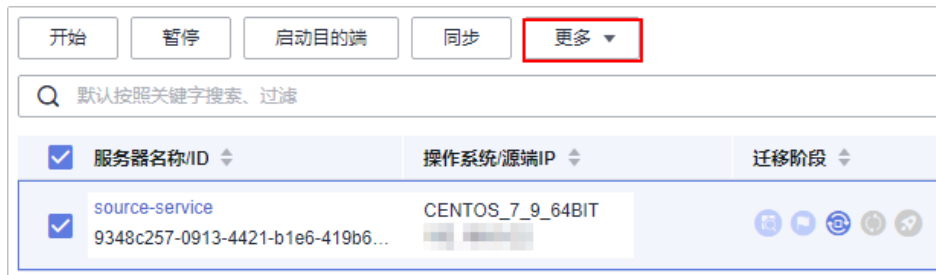 开始 暂停 启动目的端 同步 更多
默认按照关键字搜索、过滤
服务器名称/ID 操作系统/源端IP 迁移阶段
source-service CENTOS_7_9_64BIT
9348c257-0913-4421-b1e6-419b6...